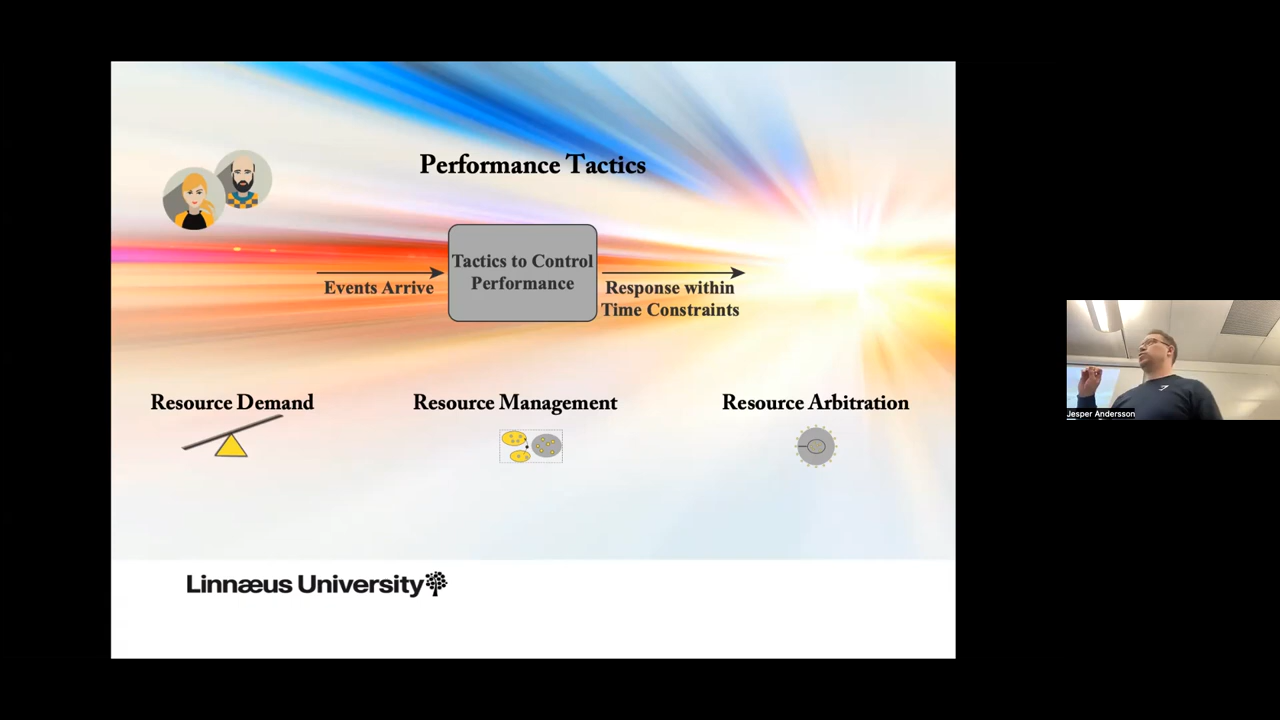 Performance Tactics
Tactics to Control
Performance
Events Arrive
Response within
Time Constraints
Resource Demand
Resource Management
Resource Arbitration
Linnæus University
Jesper Andersson